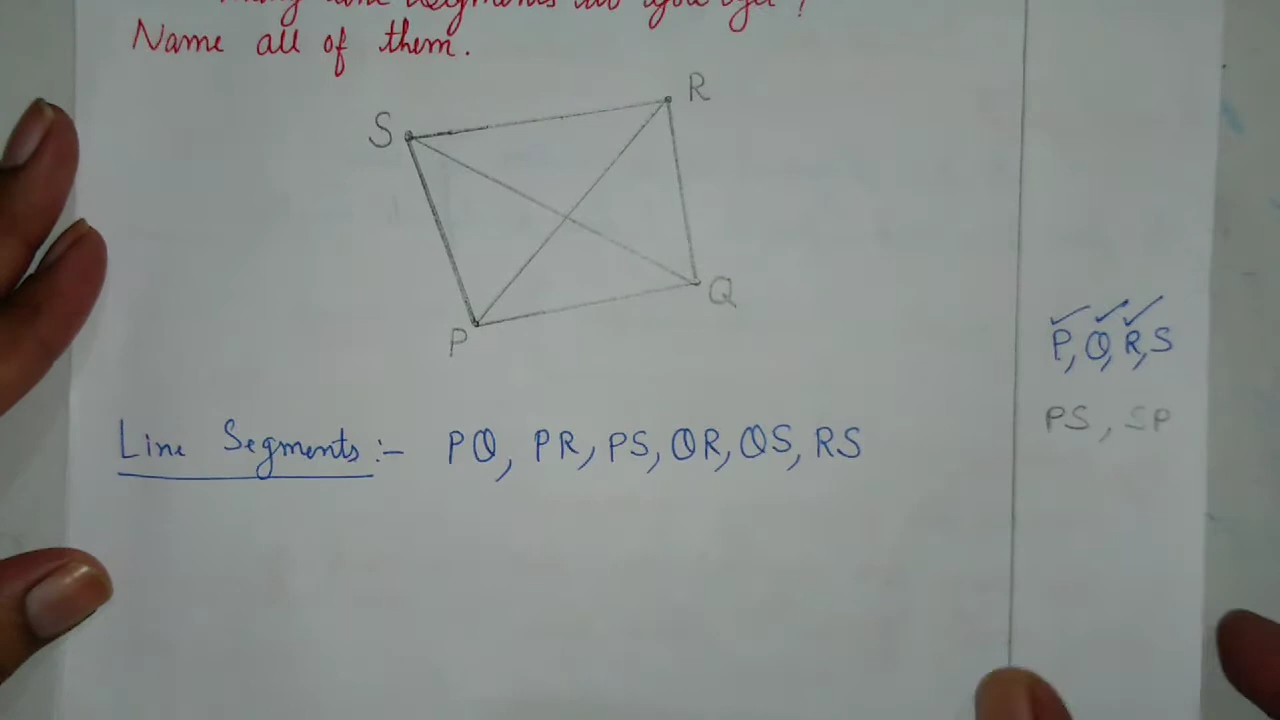 Name all of them.
R
S
Q
P
P, Q, R, S
PS, SP
Line Segments :- PQ, PR, PS, QR, QS, RS